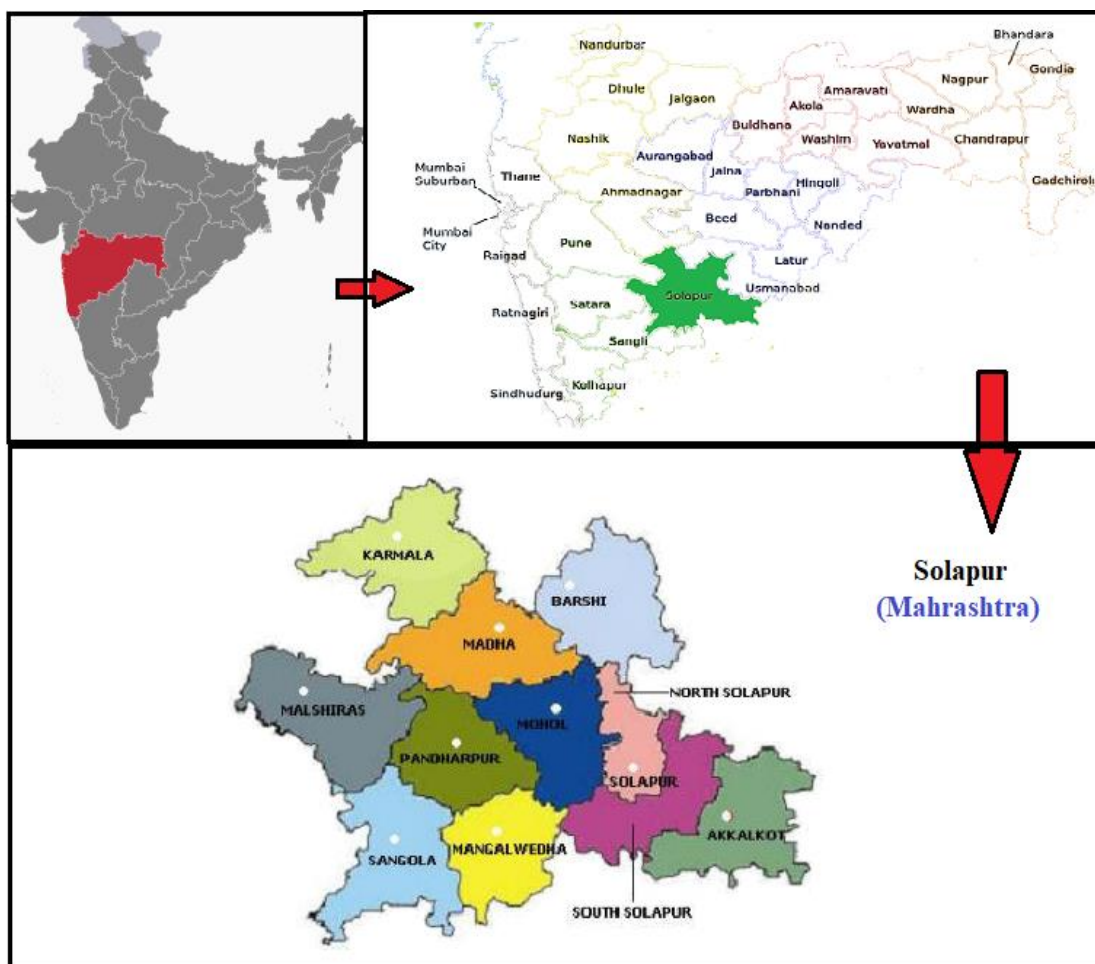 Nandurbar
Dhule
Jalgaon
Nashik
Buldhana
Akola
Amaravati
Washim
Wardha
Nagpur
Bhandara
Gondia
Yavatmal
Chandrapur
Gadchiroli
Aurangabad
Jalna
Parbhani
Hingoli
Nanded
Mumbai
Suburban
Thane
Mumbai
City
Ahmadnagar
Beed
Latur
Usmanabad
Raigad
Pune
Solapur
Satara
Ratnagiri
Sangli
Kolhapur
Sindhudurg
Solapur
(Mahrashtra)
KARMALA
BARSHI
MADHA
MALSHIRAS
NORTH SOLAPUR
MOHOL
PANDHARPUR
SOLAPUR
AKKALKOT
SANGOLA
MANGALWEDHA
SOUTH SOLAPUR